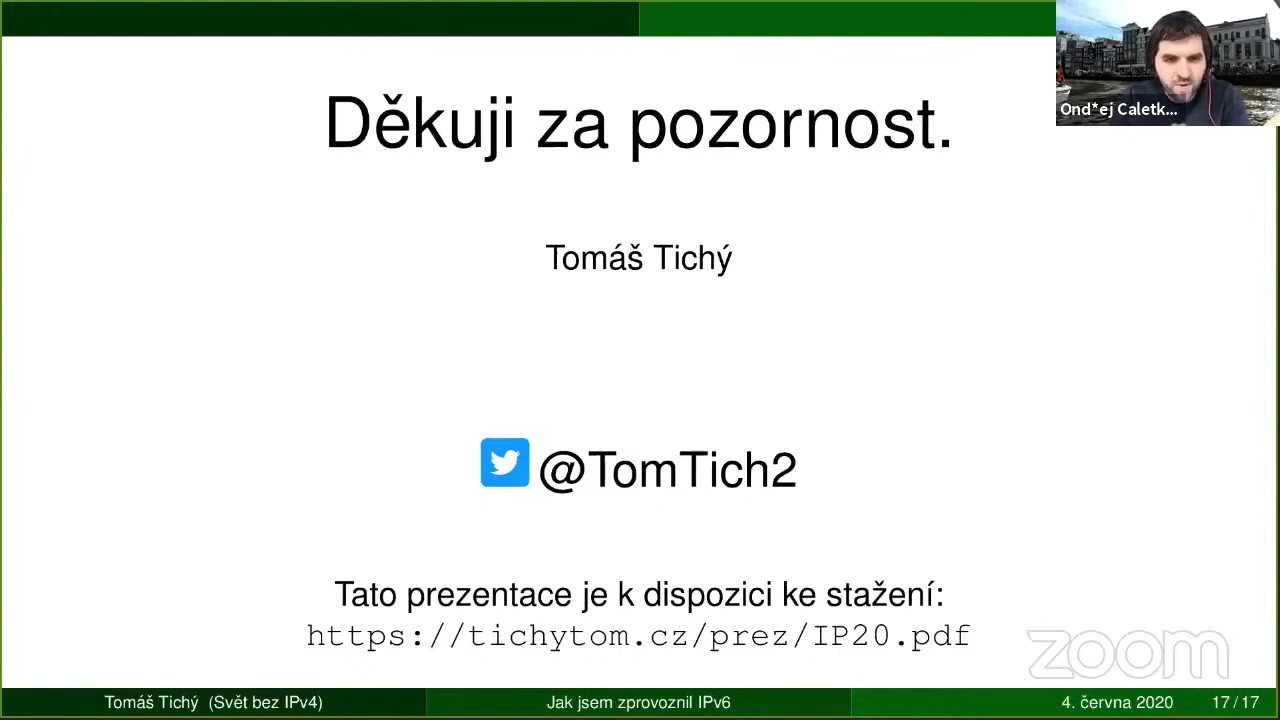 Ond*ej Caletk...
Děkuji za pozornost.
Tomáš Tichý
@TomTich2
Tato prezentace je k dispozici ke stažení:
https://tichytom.cz/prez/IP20.pdf
zoom
Tomáš Tichý (Svět bez IPv4)
Jak jsem zprovoznil IPv6
4. června 2020
17 / 17